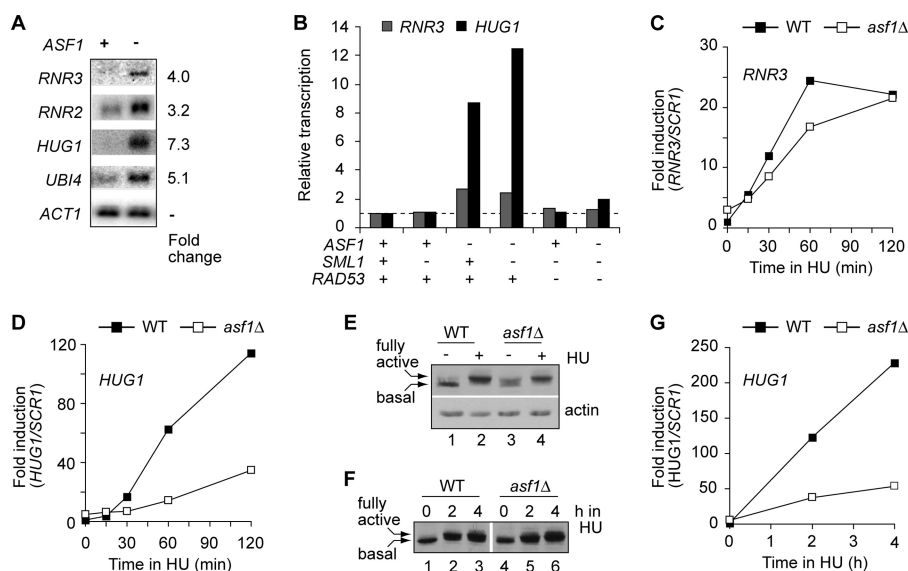 A
ASF1 + -
RNR3 4.0
RNR2 3.2
HUG1 7.3
UBI4 5.1
ACT1 -
Fold
change
B
RNR3 HUG1
Relative transcription
14
12
10
8
6
4
2
0
ASF1 + + - - + -
SML1 + - + - - -
RAD53 + + + + - -
C
WT asf1Δ
RNR3
Fold induction
(RNR3/SCR1)
30
20
10
0
0 30 60 90 120
Time in HU (min)
D
WT asf1Δ
HUG1
Fold induction
(HUG1/SCR1)
120
80
40
0
0 30 60 90 120
Time in HU (min)
E
WT asf1Δ
- + - + HU
fully
active
basal
actin
1 2 3 4
F
WT asf1Δ
0 2 4 0 2 4 h in
HU
fully
active
basal
1 2 3 4 5 6
G
WT asf1Δ
HUG1
Fold induction
(HUG1/SCR1)
250
200
150
100
50
0
0 2 4
Time in HU (h)